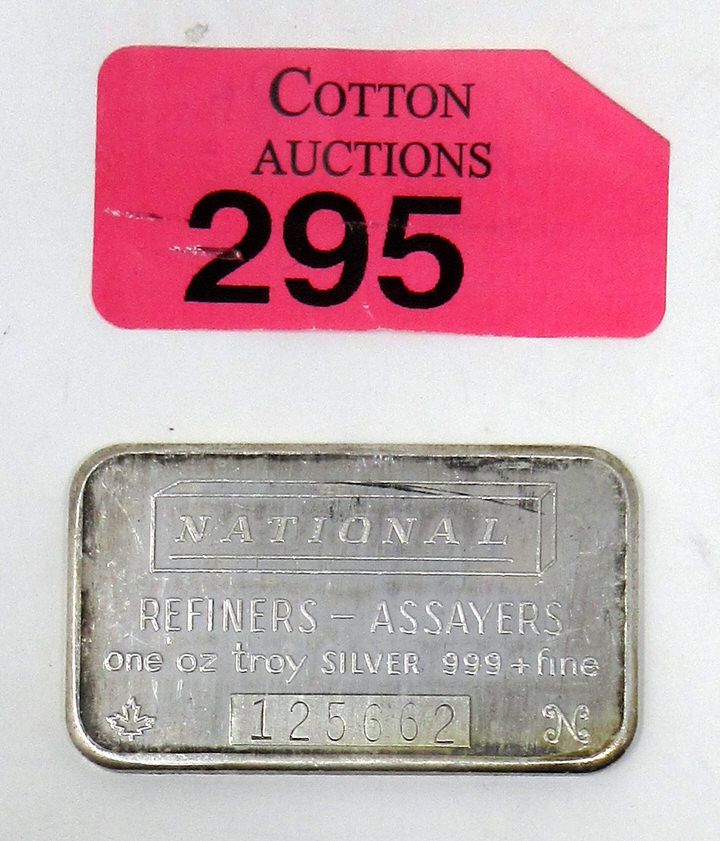 COTTON
AUCTIONS
295
NATIONAL
REFINERS – ASSAYERS
one oz troy SILVER 999+fine
125662
N